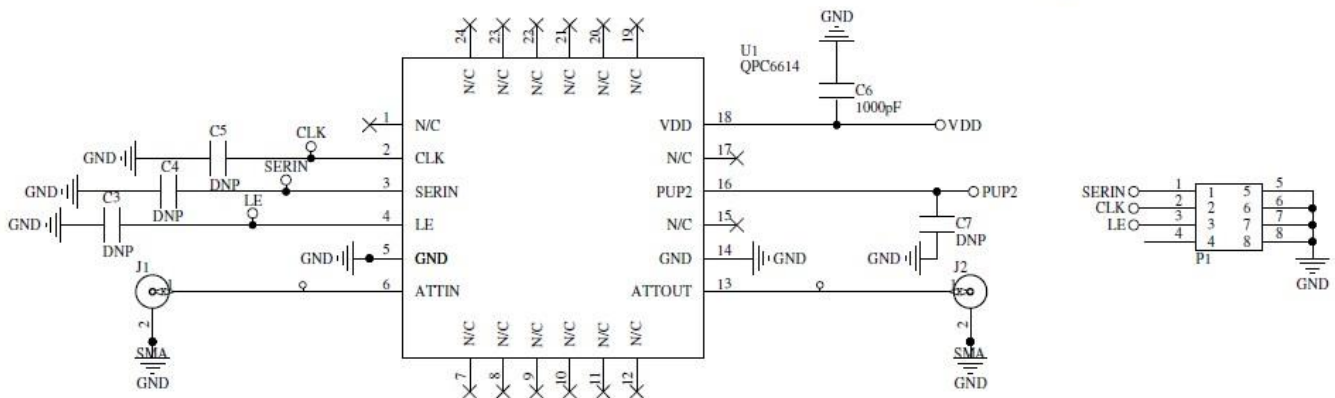 GND
24 23 22 21 20 19
N/C N/C N/C N/C N/C N/C
U1
QPC6614
C6
1000pF
1 N/C
VDD 18 VDD
GND C5 DNP CLK 2 CLK
N/C 17
GND C4 DNP SERIN 3 SERIN
PUP2 16 PUP2
GND C3 DNP LE 4 LE
N/C 15
C7
DNP
GND
GND 5 GND
GND 14 GND
J1 1 6 ATTIN
ATTOUT 13 1 J2
2
SMA
GND
2
SMA
GND
N/C N/C N/C N/C N/C N/C
7 8 9 10 11 12
SERIN 1 1 5 5
CLK 2 2 6 6
LE 3 3 7 7
4 4 8 8
P1
GND